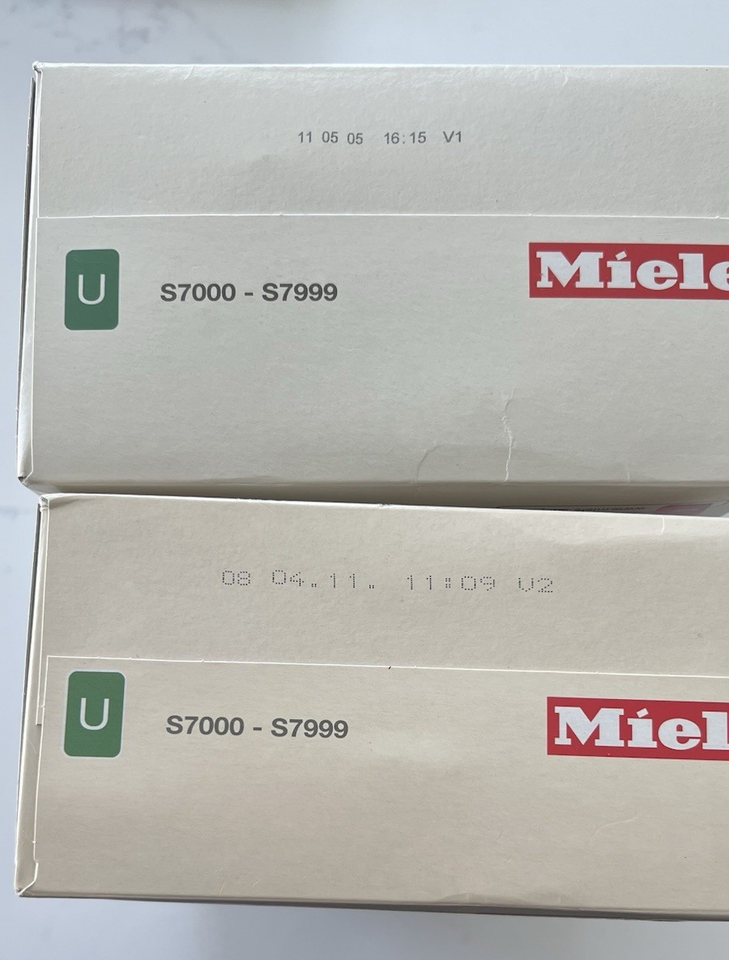 11 05 05 16:15 V1
U S7000 - S7999 Miele
08 04.11. 11:09 V2
U S7000 - S7999 Miel